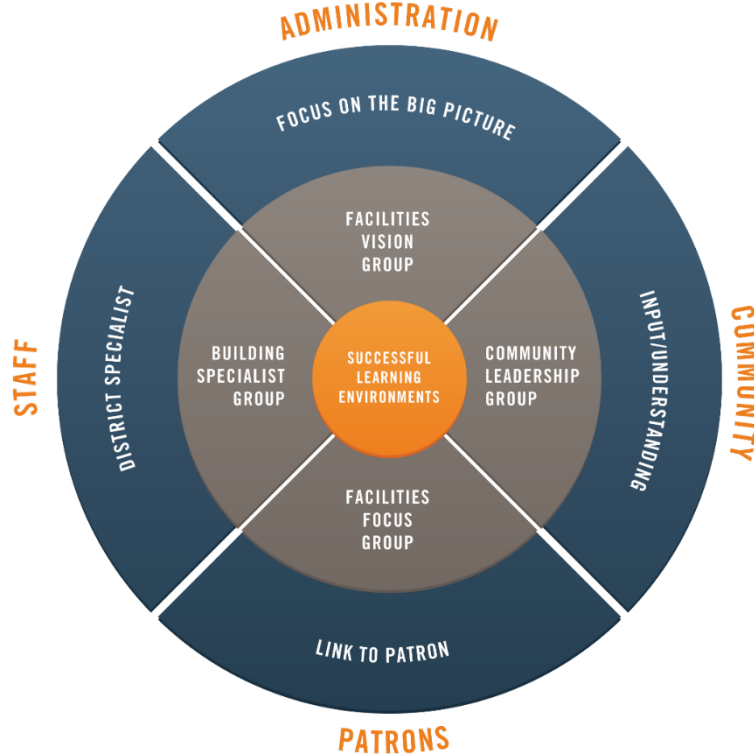 ADMINISTRATION
FOCUS ON THE BIG PICTURE
FACILITIES
VISION
GROUP
STAFF
DISTRICT SPECIALIST
BUILDING
SPECIALIST
GROUP
SUCCESSFUL
LEARNING
ENVIRONMENTS
COMMUNITY
LEADERSHIP
GROUP
INPUT/UNDERSTANDING
COMMUNITY
FACILITIES
FOCUS
GROUP
LINK TO PATRON
PATRONS